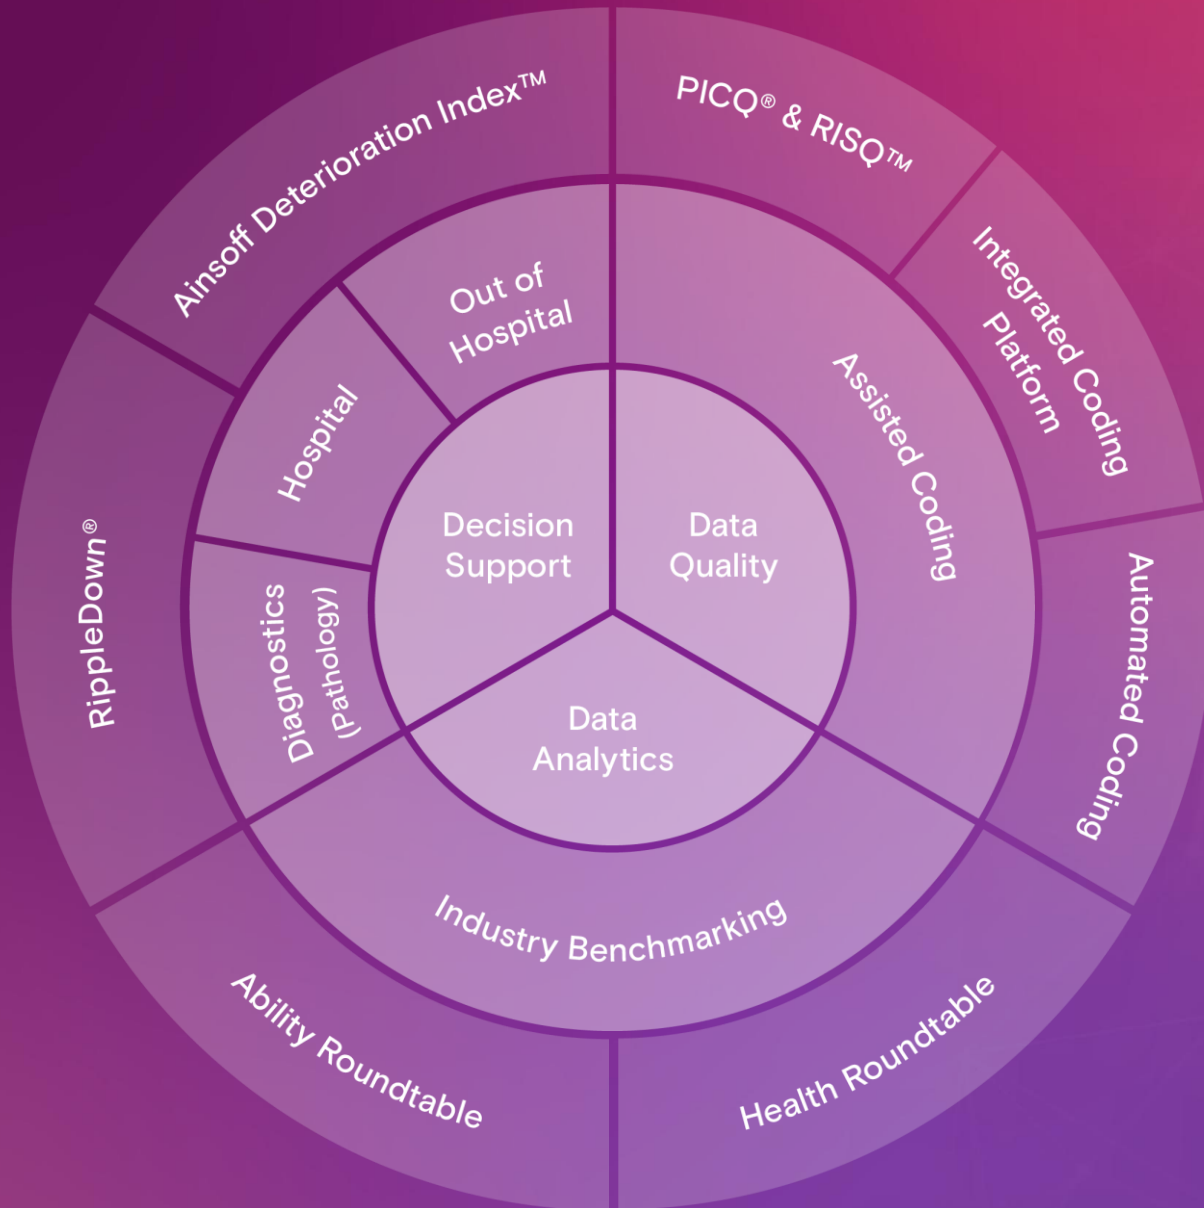 Ainsoff Deterioration Index™
PICQ® & RISQ™
Integrated Coding
Platform
Out of
Hospital
Hospital
Assisted Coding
Decision
Support
Data
Quality
RippleDown®
Diagnostics
(Pathology)
Automated Coding
Data
Analytics
Industry Benchmarking
Ability Roundtable
Health Roundtable